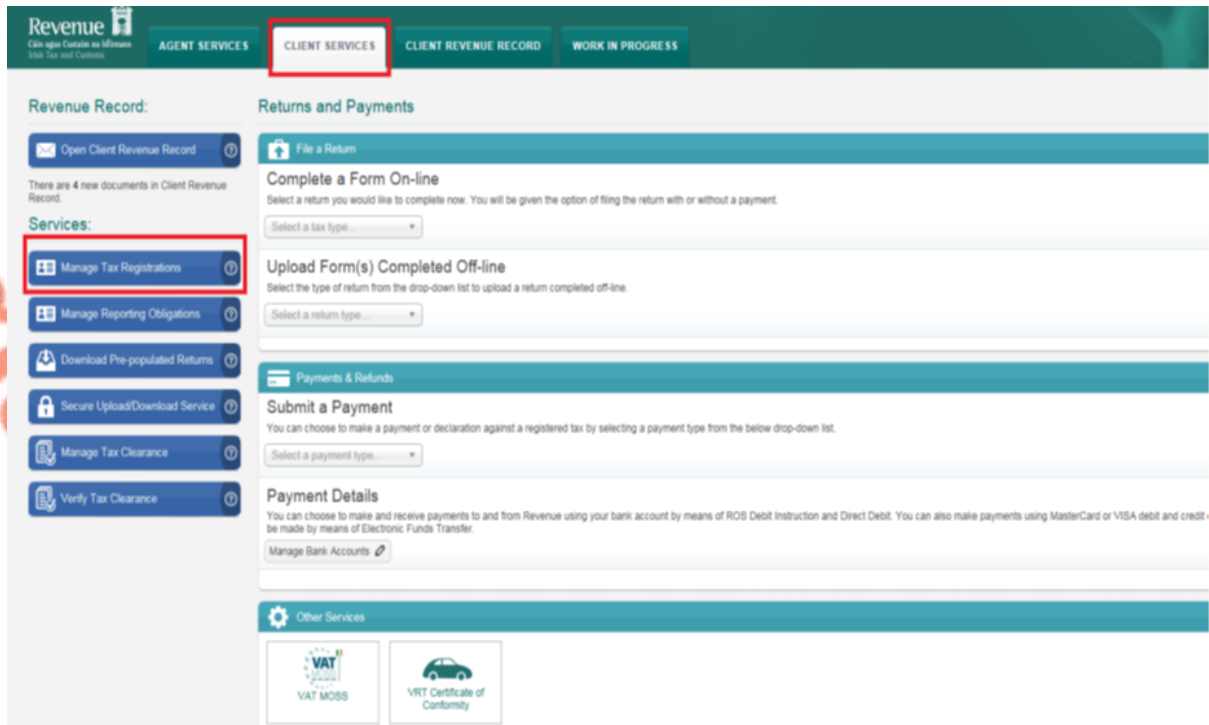 Revenue
Cáin agus Custaim na hÉireann
Irish Tax and Customs
AGENT SERVICES
CLIENT SERVICES
CLIENT REVENUE RECORD
WORK IN PROGRESS
Revenue Record:
Open Client Revenue Record
There are 4 new documents in Client Revenue
Record.
Services:
Manage Tax Registrations
Manage Reporting Obligations
Download Pre-populated Returns
Secure Upload/Download Service
Manage Tax Clearance
Verify Tax Clearance
Returns and Payments
File a Return
Complete a Form On-line
Select a return you would like to complete now. You will be given the option of filing the return with or without a payment.
Select a tax type...
Upload Form(s) Completed Off-line
Select the type of return from the drop-down list to upload a return completed off-line.
Select a return type...
Payments & Refunds
Submit a Payment
You can choose to make a payment or declaration against a registered tax by selecting a payment type from the below drop-down list.
Select a payment type...
Payment Details
You can choose to make and receive payments to and from Revenue using your bank account by means of ROS Debit Instruction and Direct Debit. You can also make payments using MasterCard or VISA debit and credit
be made by means of Electronic Funds Transfer.
Manage Bank Accounts
Other Services
VAT
MOSS
VAT MOSS
VRT Certificate of
Conformity